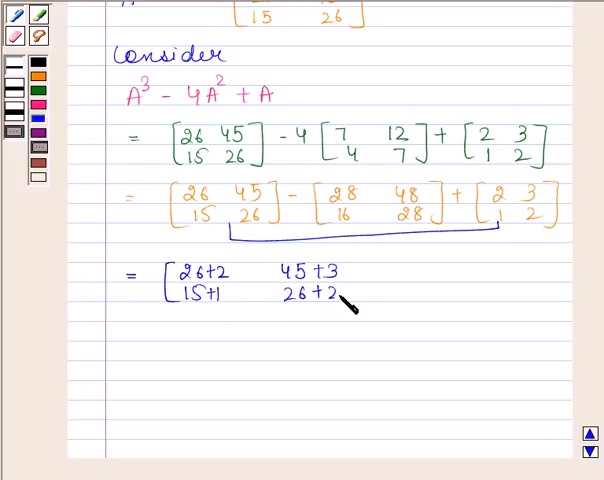 15 26
Consider
A³ - 4A² + A
= [26 45 15 26] - 4 [7 12 4 7] + [2 3 1 2]
= [26 45 15 26] - [28 48 16 28] + [2 3 1 2]
= [26+2 45+3 15+1 26+2